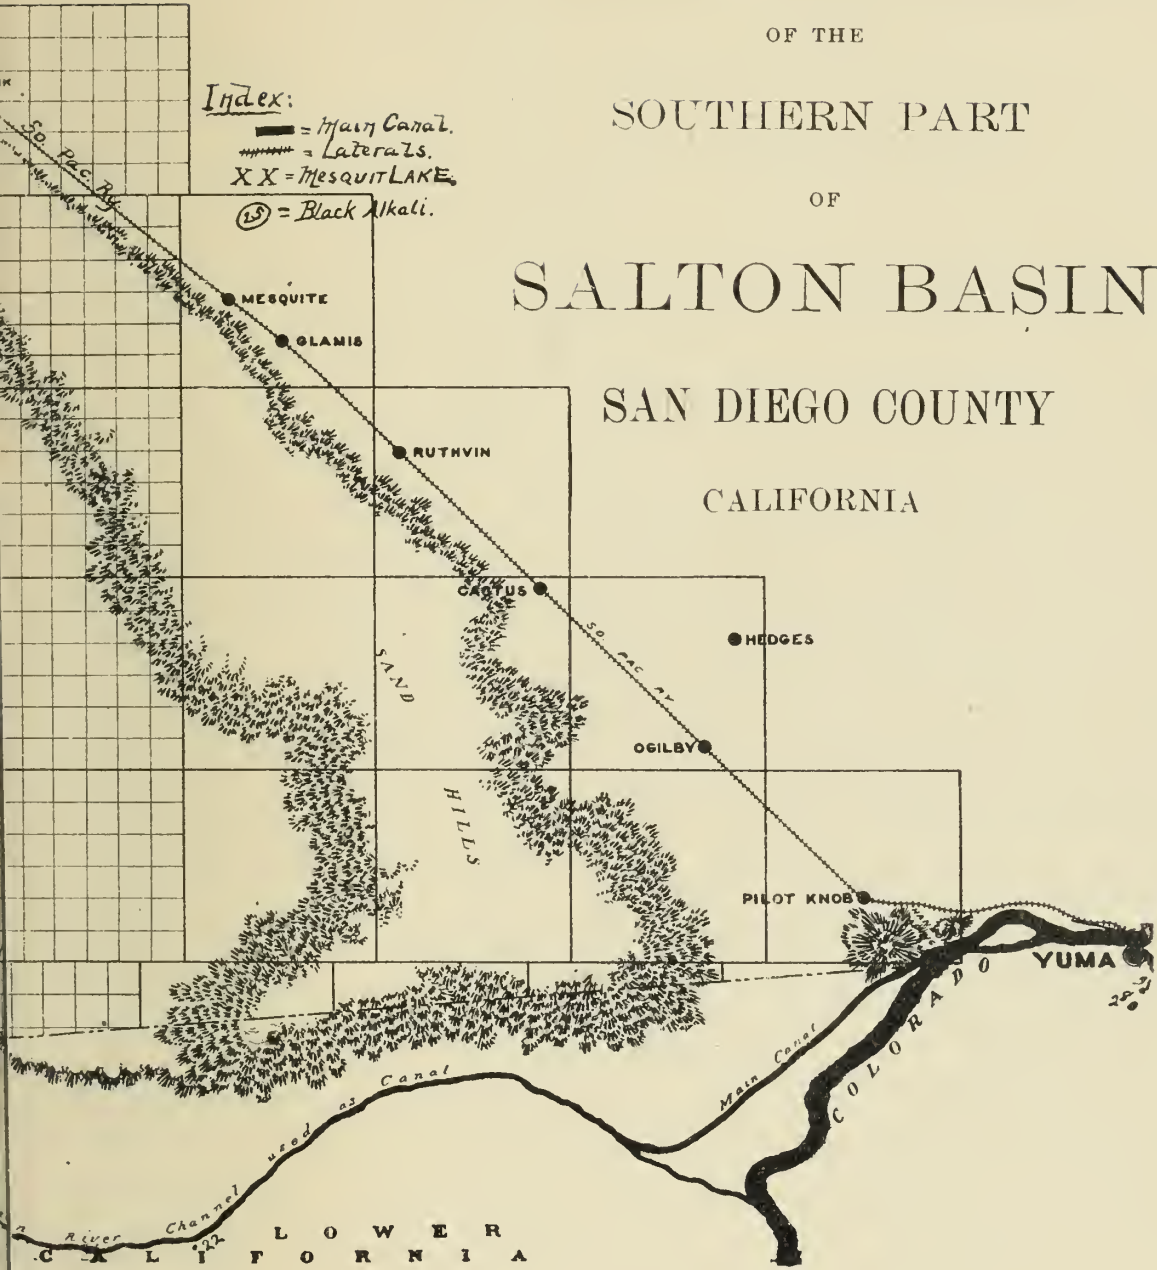 OF THE
SOUTHERN PART
OF
SALTON BASIN
SAN DIEGO COUNTY
CALIFORNIA
Index:
= Main Canal.
= Laterals.
XX = MESQUIT LAKE.
25 = Black Alkali.
So. Pac. Ry.
MESQUITE
GLAMIS
RUTHVIN
CACTUS
SO. PAC RY
HEDGES
SAND
OGILBY
HILLS
PILOT KNOB
YUMA
COLORADO
Main Canal
River Channel used as Canal
22
LOWER
CALIFORNIA